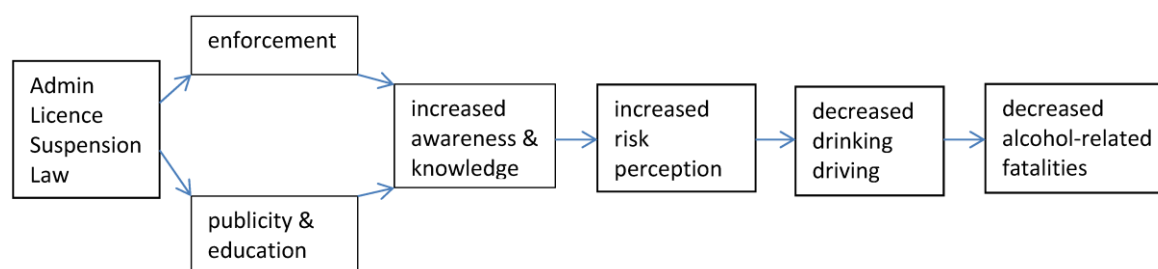 Admin
Licence
Suspension
Law
enforcement
publicity &
education
increased
awareness &
knowledge
increased
risk
perception
decreased
drinking
driving
decreased
alcohol-related
fatalities